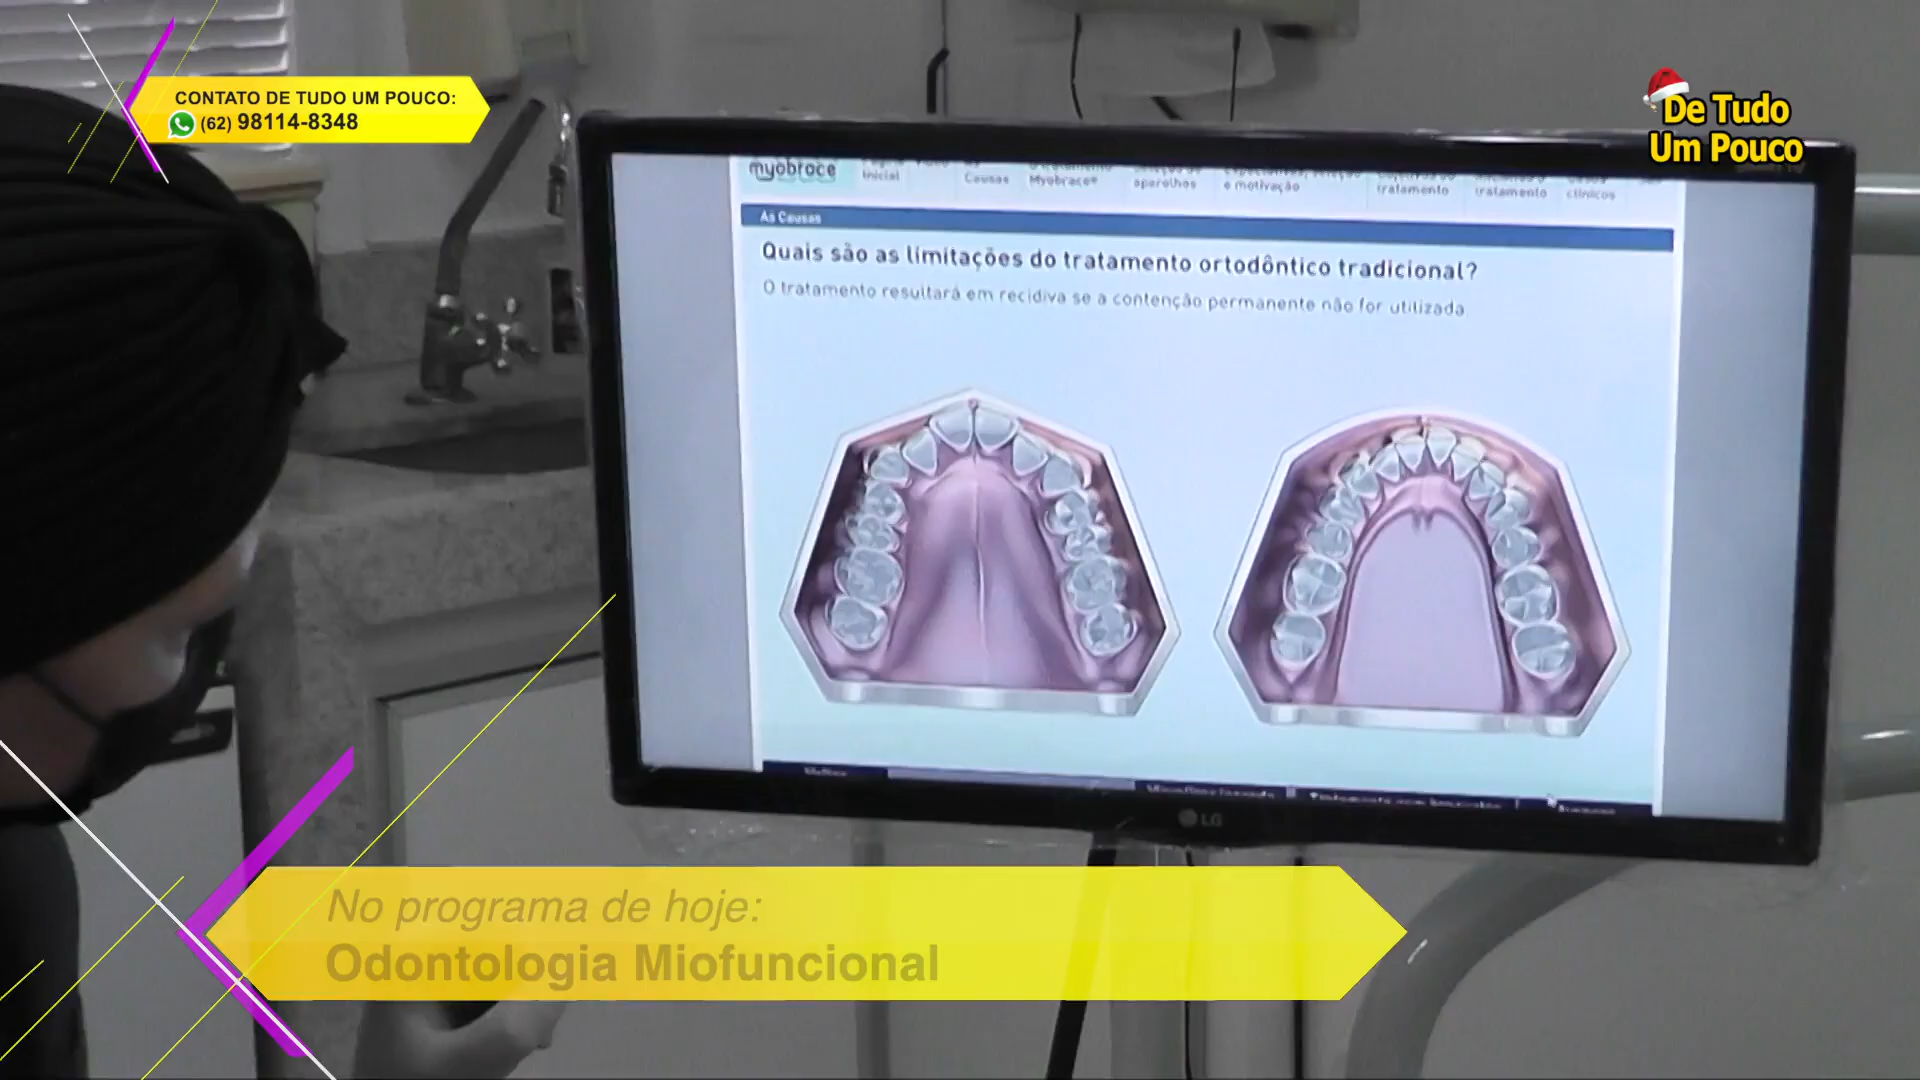 CONTATO DE TUDO UM POUCO:
(62) 98114-8348
De Tudo
Um Pouco
myobrace
Inicial
Causas
Myobrace®
aparelhos
e motivação
tratamento
tratamento
clínicos
As Causas
Quais são as limitações do tratamento ortodôntico tradicional?
O tratamento resultará em recidiva se a contenção permanente não for utilizada
LG
No programa de hoje:
Odontologia Miofuncional